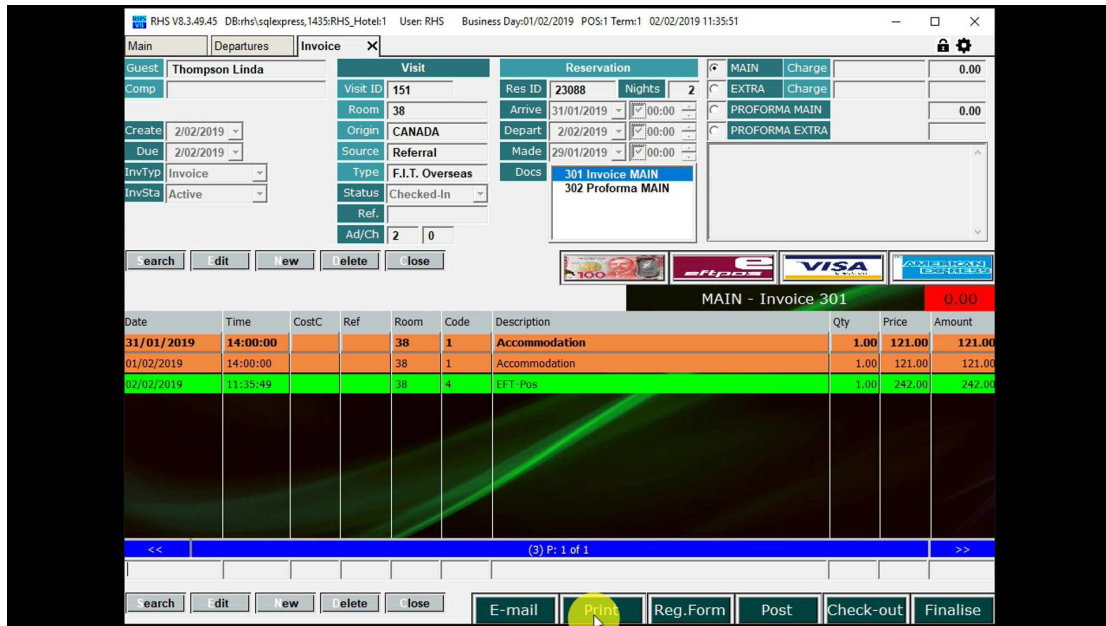 RHS V8.3.49.45 DB:rhs\sqlexpress,1435:RHS_Hotel:1 User: RHS Business Day:01/02/2019 POS:1 Term:1 02/02/2019 11:35:51
Main Departures Invoice X
Guest Thompson Linda Visit Reservation MAIN Charge 0.00
Comp Visit ID 151 Res ID 23088 Nights 2 EXTRA Charge
Room 38 Arrive 31/01/2019 00:00 PROFORMA MAIN 0.00
Create 2/02/2019 Origin CANADA Depart 2/02/2019 00:00 PROFORMA EXTRA
Due 2/02/2019 Source Referral Made 29/01/2019 00:00
InvTyp Invoice Type F.I.T. Overseas Docs 301 Invoice MAIN
InvSta Active Status Checked-In 302 Proforma MAIN
Ref.
Ad/Ch 2 0
Search Edit New Delete Close 100 eftpos VISA AMERICAN EXPRESS
MAIN - Invoice 301 0.00
Date Time CostC Ref Room Code Description Qty Price Amount
31/01/2019 14:00:00 38 1 Accommodation 1.00 121.00 121.00
01/02/2019 14:00:00 38 1 Accommodation 1.00 121.00 121.00
02/02/2019 11:35:49 38 4 EFT-Pos 1.00 242.00 242.00
<< (3) P: 1 of 1 >>
Search Edit New Delete Close E-mail Print Reg.Form Post Check-out Finalise